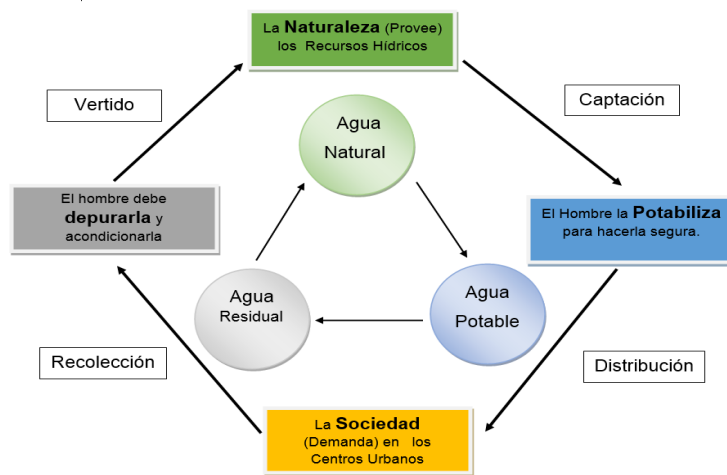 La Naturaleza (Provee)
los Recursos Hídricos
Vertido
Captación
Agua
Natural
El hombre debe
depurarla y
acondicionarla
El Hombre la Potabiliza
para hacerla segura.
Agua
Residual
Agua
Potable
Recolección
Distribución
La Sociedad
(Demanda) en los
Centros Urbanos